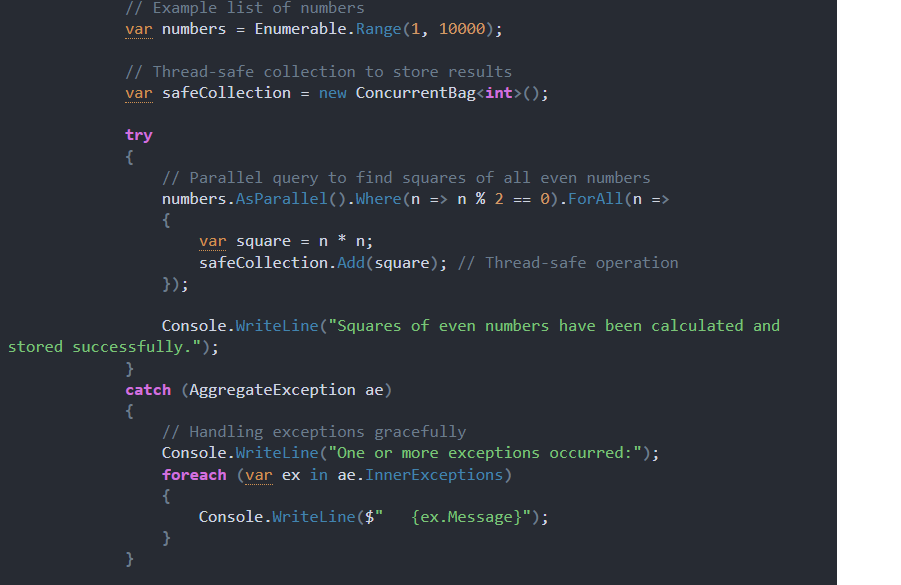 // Example list of numbers
var numbers = Enumerable.Range(1, 10000);
// Thread-safe collection to store results
var safeCollection = new ConcurrentBag<int>();
try
{
// Parallel query to find squares of all even numbers
numbers.AsParallel().Where(n => n % 2 == 0).ForAll(n =>
{
var square = n * n;
safeCollection.Add(square); // Thread-safe operation
});
Console.WriteLine("Squares of even numbers have been calculated and
stored successfully.");
}
catch (AggregateException ae)
{
// Handling exceptions gracefully
Console.WriteLine("One or more exceptions occurred:");
foreach (var ex in ae.InnerExceptions)
{
Console.WriteLine($"   {ex.Message}");
}
}